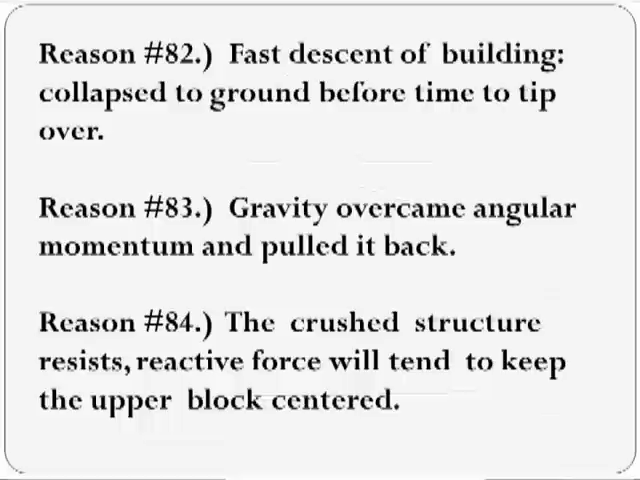 Reason #82.) Fast descent of building:
collapsed to ground before time to tip
over.
Reason #83.) Gravity overcame angular
momentum and pulled it back.
Reason #84.) The crushed structure
resists, reactive force will tend to keep
the upper block centered.